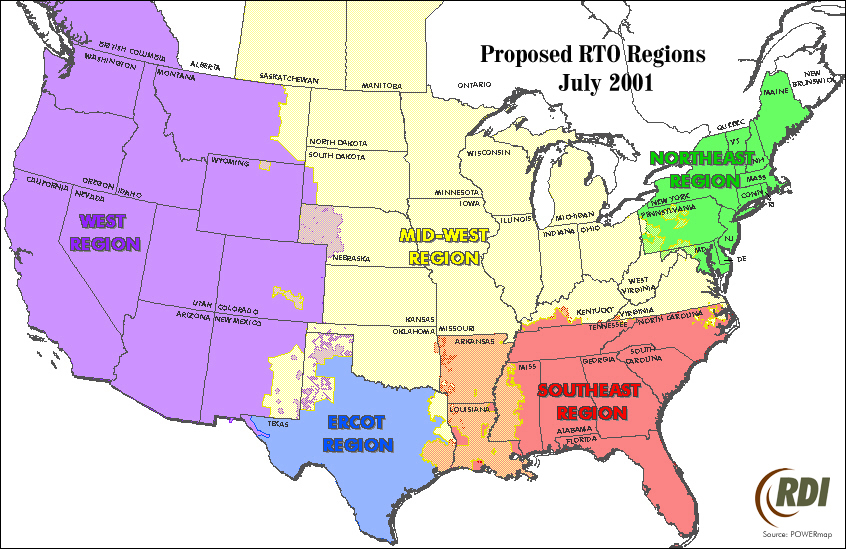 Proposed RTO Regions
July 2001
BRITISH COLUMBIA
ALBERTA
SASKATCHEWAN
MANITOBA
ONTARIO
QUEBEC
NEW
BRUNSWICK
MAINE
WASHINGTON
MONTANA
NORTH DAKOTA
SOUTH DAKOTA
MINNESOTA
WISCONSIN
MICHIGAN
VT
NH
MASS
CONN
RI
NORTHEAST
REGION
NEW YORK
PENNSYLVANIA
NJ
MD
DE
OREGON
IDAHO
WYOMING
CALIFORNIA
NEVADA
WEST
REGION
UTAH
COLORADO
NEBRASKA
IOWA
MID-WEST
REGION
ILLINOIS
INDIANA
OHIO
WEST
VIRGINIA
VIRGINIA
KENTUCKY
KANSAS
MISSOURI
ARIZONA
NEW MEXICO
OKLAHOMA
ARKANSAS
TENNESSEE
NORTH CAROLINA
SOUTH
CAROLINA
MISS
GEORGIA
SOUTHEAST
REGION
ALABAMA
FLORIDA
LOUISIANA
TEXAS
ERCOT
REGION
RDI
Source: POWERmap